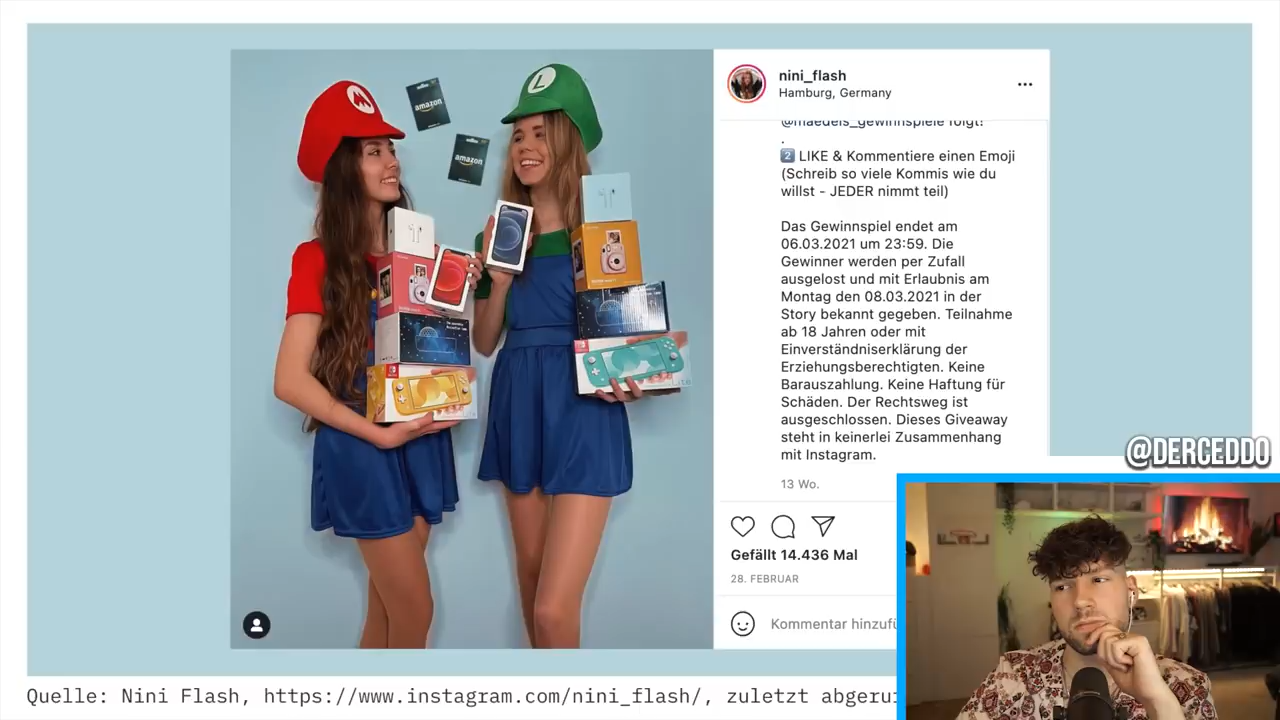 nini_flash
Hamburg, Germany
@maedels_gewinnspiele folgt!
.
2 LIKE & Kommentiere einen Emoji
(Schreib so viele Kommis wie du
willst - JEDER nimmt teil)
Das Gewinnspiel endet am
06.03.2021 um 23:59. Die
Gewinner werden per Zufall
ausgelost und mit Erlaubnis am
Montag den 08.03.2021 in der
Story bekannt gegeben. Teilnahme
ab 18 Jahren oder mit
Einverständniserklärung der
Erziehungsberechtigten. Keine
Barauszahlung. Keine Haftung für
Schäden. Der Rechtsweg ist
ausgeschlossen. Dieses Giveaway
steht in keinerlei Zusammenhang
mit Instagram.
13 Wo.
Gefällt 14.436 Mal
28. FEBRUAR
Kommentar hinzufü
amazon
amazon
M
L
@DERCEDDO
Quelle: Nini Flash, https://www.instagram.com/nini_flash/, zuletzt abgeru